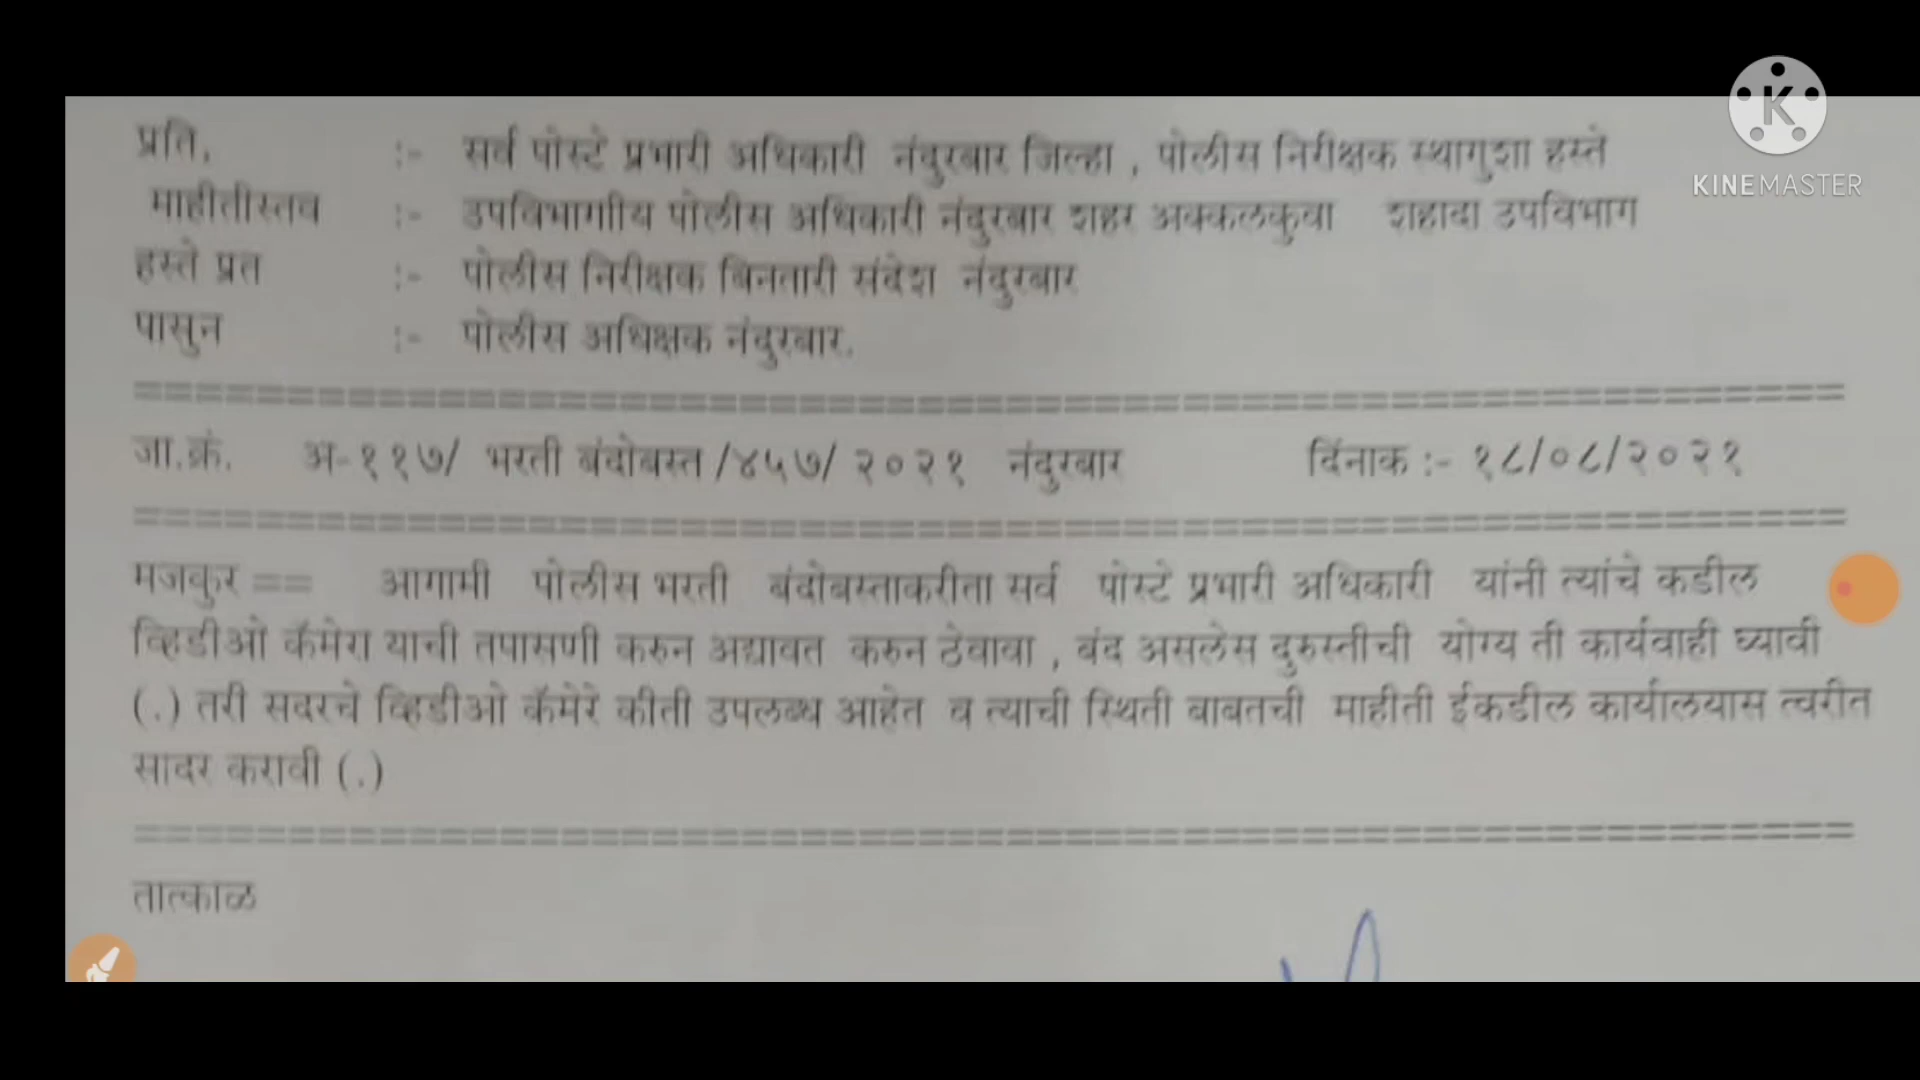 प्रति, :- सर्व पोस्टे प्रभारी अधिकारी नंदुरबार जिल्हा , पोलीस निरीक्षक स्थागुशा हस्ते
माहीतीस्तव :- उपविभागाीय पोलीस अधिकारी नंदुरबार शहर अक्कलकुवा शहादा उपविभाग
हस्ते प्रत :- पोलीस निरीक्षक बिनतारी संदेश नंदुरबार
पासुन :- पोलीस अधिक्षक नंदुरबार.
जा.क्रं. अ-११७/ भरती बंदोबस्त /४५७/ २०२१ नंदुरबार दिंनाक :- १८/०८/२०२१
मजकुर == आगामी पोलीस भरती बंदोबस्ताकरीता सर्व पोस्टे प्रभारी अधिकारी यांनी त्यांचे कडील
व्हिडीओ कॅमेरा याची तपासणी करुन अद्यावत करुन ठेवावा , बंद असलेस दुरुस्तीची योग्य ती कार्यवाही घ्यावी
(.) तरी सदरचे व्हिडीओ कॅमेरे कीती उपलब्ध आहेत व त्याची स्थिती बाबतची माहीती ईकडील कार्यालयास त्वरीत
सादर करावी (.)
तात्काळ
K
KINEMASTER